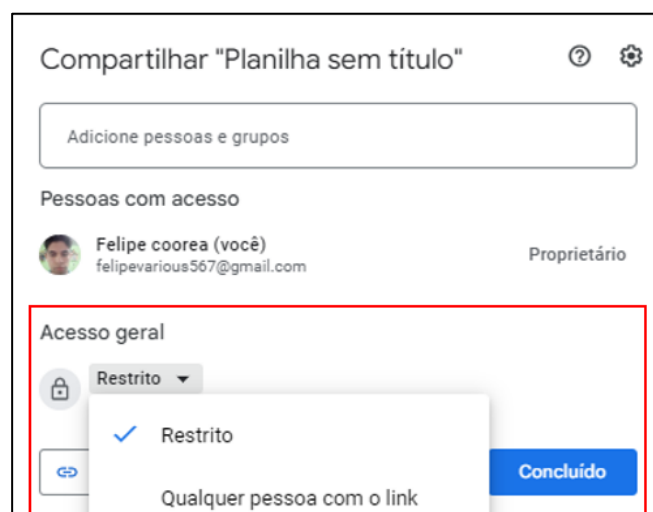 Compartilhar "Planilha sem título"
Adicione pessoas e grupos
Pessoas com acesso
Felipe coorea (você)
felipevarious567@gmail.com
Proprietário
Acesso geral
Restrito
Restrito
Concluído
Qualquer pessoa com o link